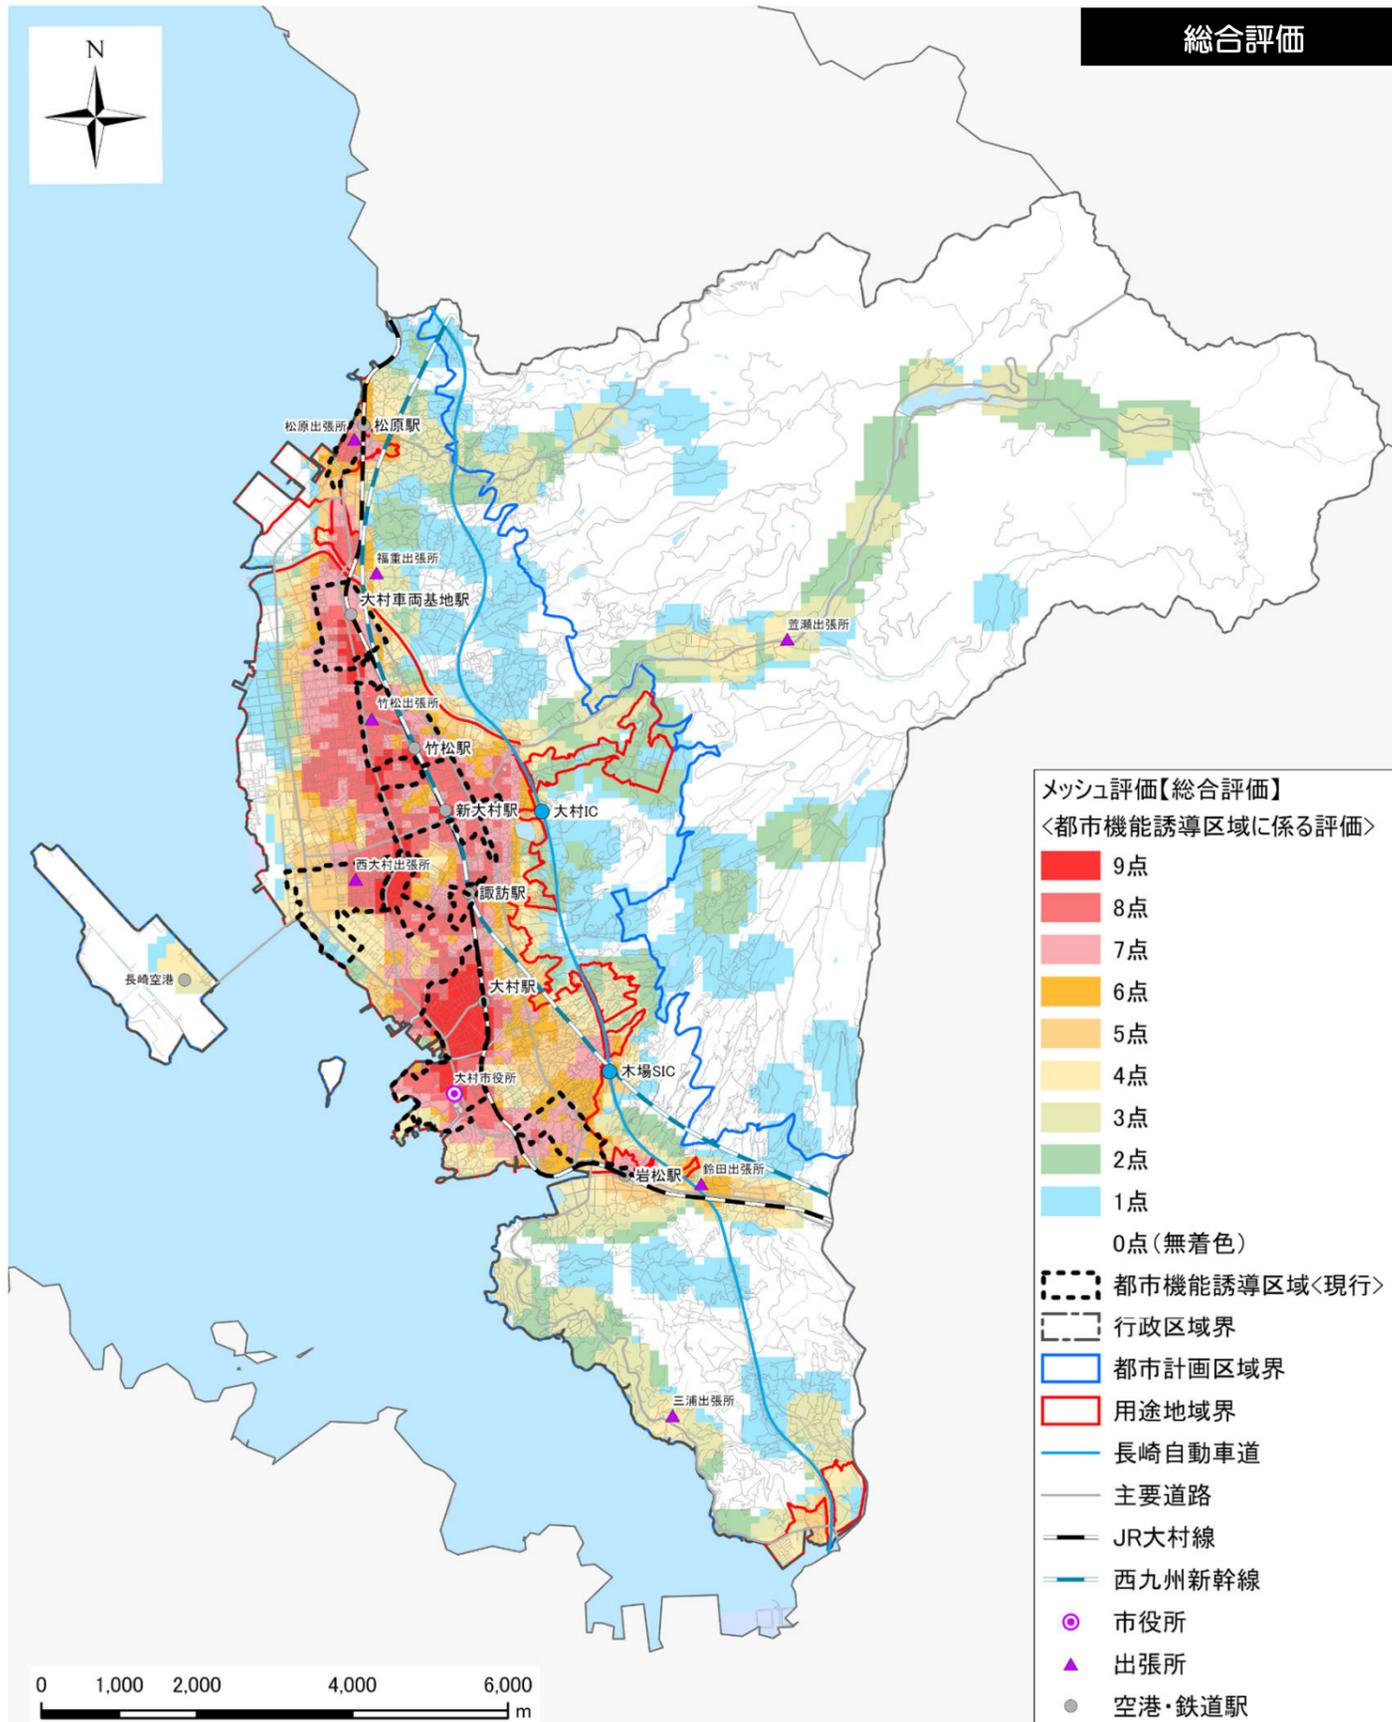 総合評価
N
松原出張所
松原駅
福重出張所
大村車両基地駅
萱瀬出張所
竹松出張所
竹松駅
新大村駅
大村IC
西大村出張所
諏訪駅
長崎空港
大村駅
木場SIC
大村市役所
岩松駅
鈴田出張所
三浦出張所
メッシュ評価【総合評価】
<都市機能誘導区域に係る評価>
9点
8点
7点
6点
5点
4点
3点
2点
1点
0点(無着色)
都市機能誘導区域<現行>
行政区域界
都市計画区域界
用途地域界
長崎自動車道
主要道路
JR大村線
西九州新幹線
市役所
出張所
空港・鉄道駅
0 1,000 2,000 4,000 6,000
m